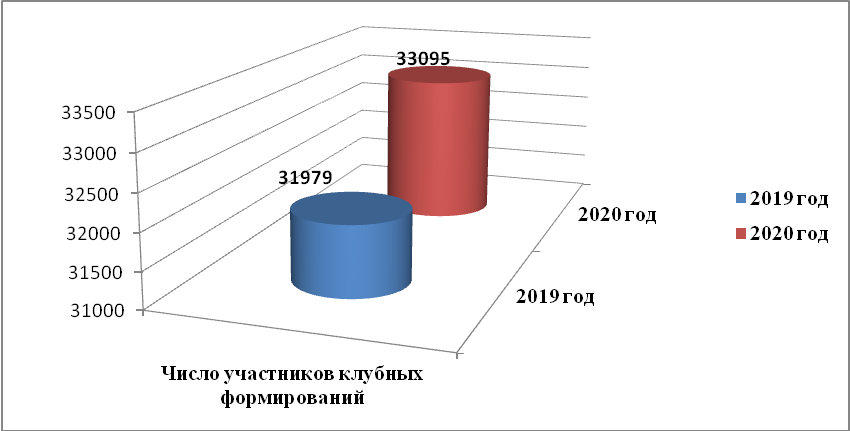 33095
33500
33000
32500
32000
31500
31000
31979
2020 год
2019 год
2019 год
2020 год
Число участников клубных
формирований